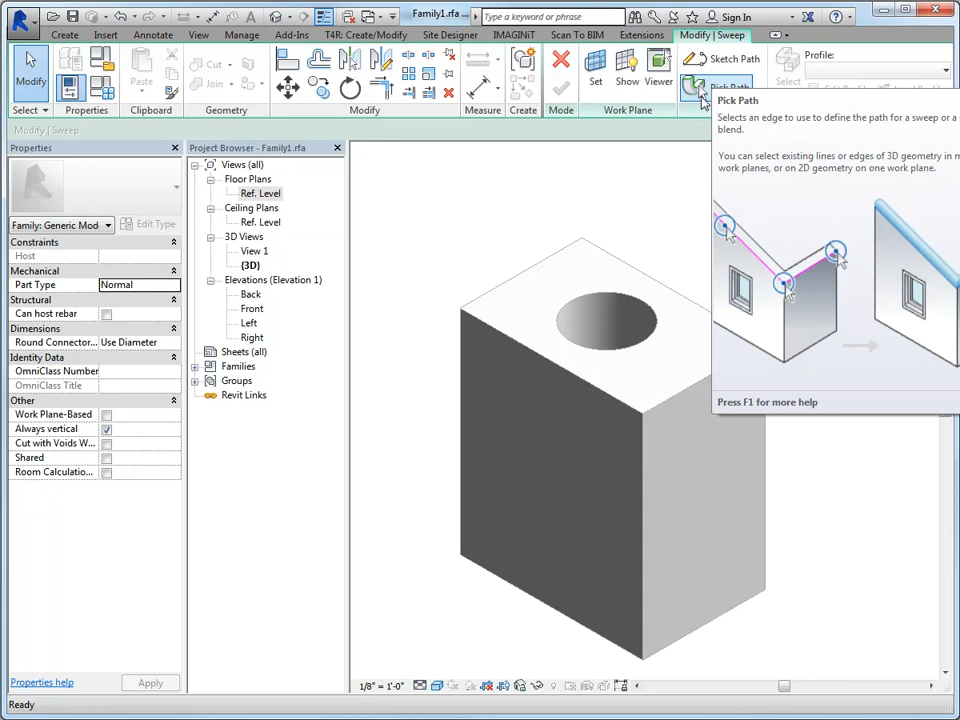 Family1.rfa ...
Type a keyword or phrase
Sign In
Create
Insert
Annotate
View
Manage
Add-Ins
T4R: Create/Modify
Site Designer
IMAGINiT
Scan To BIM
Extensions
Modify | Sweep
Modify
Cut
Join
Paste
Set
Show
Viewer
Sketch Path
Pick Path
Select
Profile:
Select
Properties
Clipboard
Geometry
Modify
Measure
Create
Mode
Work Plane
Modify | Sweep
Pick Path
Selects an edge to use to define the path for a sweep or a s
blend.
You can select existing lines or edges of 3D geometry in m
work planes, or on 2D geometry on one work plane.
Press F1 for more help
Properties
Family: Generic Mod
Edit Type
Constraints
Host
Mechanical
Part Type
Normal
Structural
Can host rebar
Dimensions
Round Connector...
Use Diameter
Identity Data
OmniClass Number
OmniClass Title
Other
Work Plane-Based
Always vertical
Cut with Voids W...
Shared
Room Calculatio...
Properties help
Apply
Project Browser - Family1.rfa
Views (all)
Floor Plans
Ref. Level
Ceiling Plans
Ref. Level
3D Views
View 1
{3D}
Elevations (Elevation 1)
Back
Front
Left
Right
Sheets (all)
Families
Groups
Revit Links
1/8" = 1'-0"
Ready